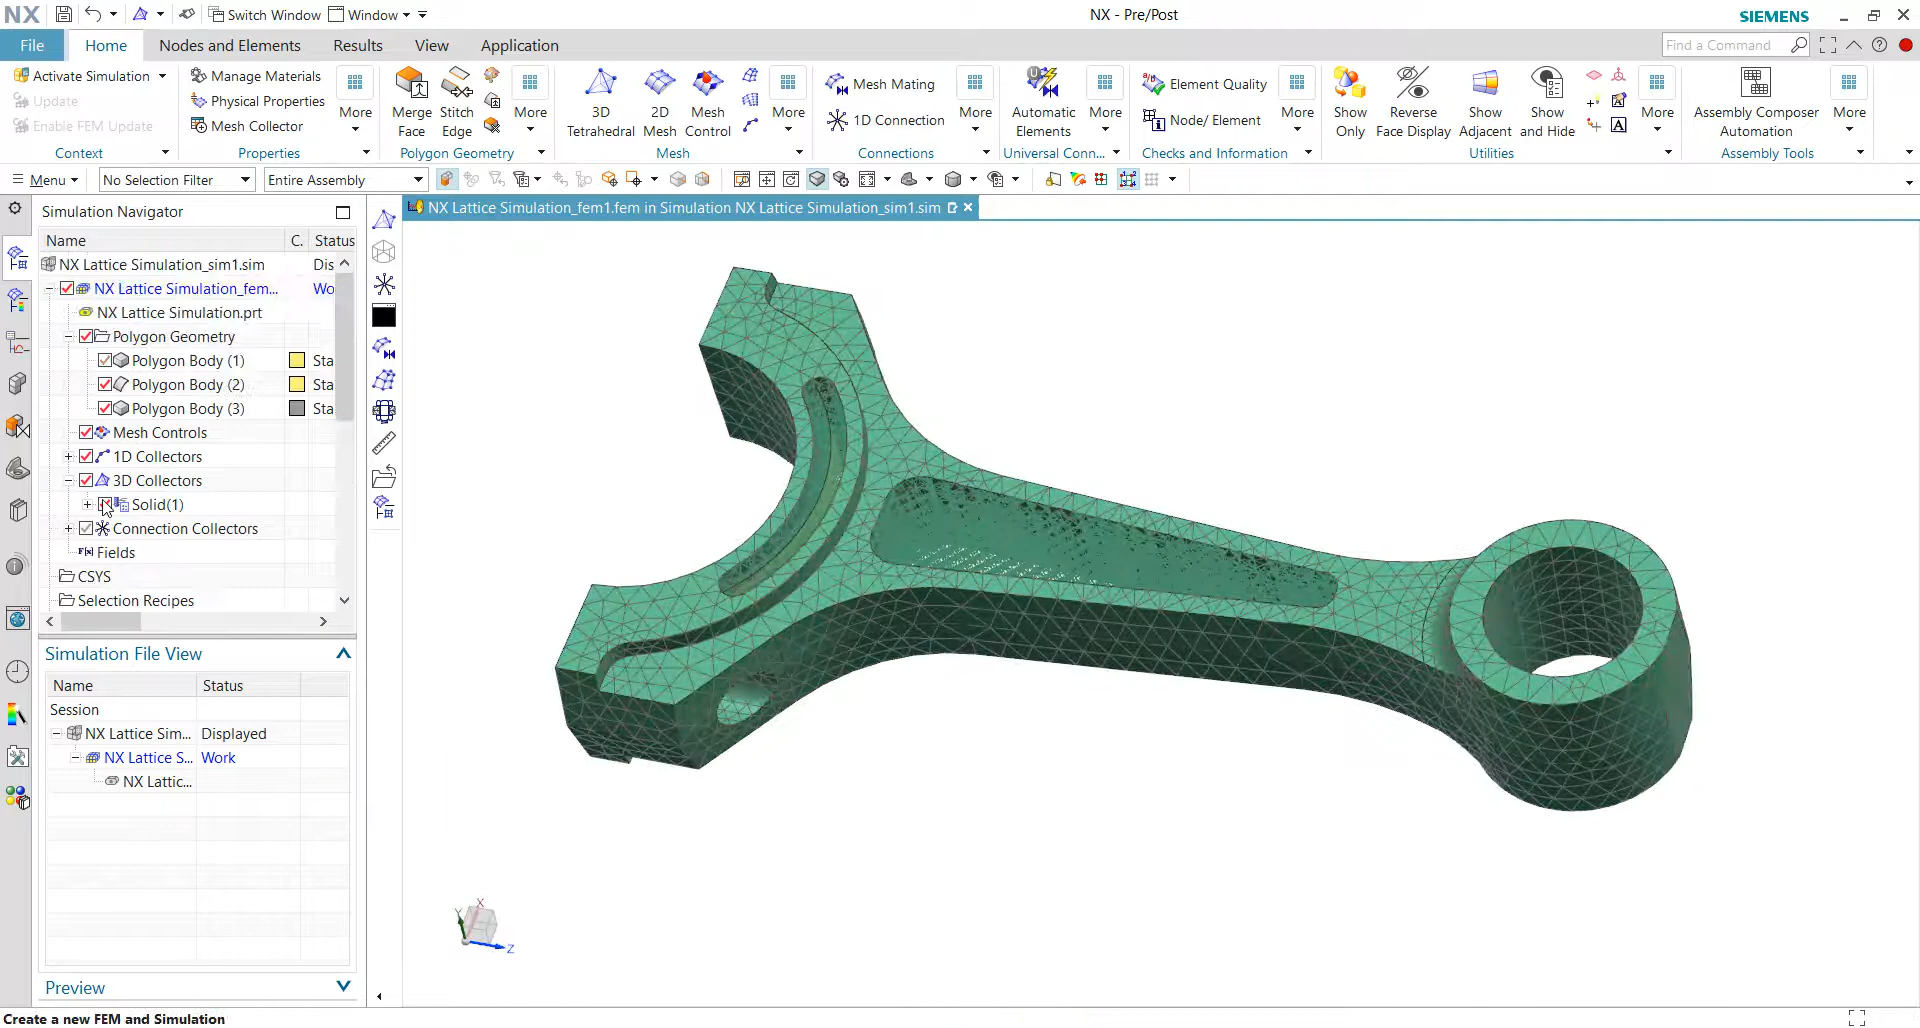 NX
Switch Window
Window
NX - Pre/Post
SIEMENS
File
Home
Nodes and Elements
Results
View
Application
Find a Command
Activate Simulation
Update
Enable FEM Update
Context
Manage Materials
Physical Properties
Mesh Collector
More
Properties
Merge
Face
Stitch
Edge
More
Polygon Geometry
3D
Tetrahedral
2D
Mesh
Mesh
Control
More
Mesh
Mesh Mating
1D Connection
More
Connections
Automatic
Elements
More
Universal Conn...
Element Quality
Node/ Element
More
Checks and Information
Show
Only
Reverse
Face Display
Show
Adjacent
Show
and Hide
More
Utilities
Assembly Composer
Automation
More
Assembly Tools
Menu
No Selection Filter
Entire Assembly
Simulation Navigator
NX Lattice Simulation_fem1.fem in Simulation NX Lattice Simulation_sim1.sim
Name
C.
Status
NX Lattice Simulation_sim1.sim
Dis
NX Lattice Simulation_fem...
Wo
NX Lattice Simulation.prt
Polygon Geometry
Polygon Body (1)
Sta
Polygon Body (2)
Sta
Polygon Body (3)
Sta
Mesh Controls
1D Collectors
3D Collectors
Solid(1)
Connection Collectors
Fields
CSYS
Selection Recipes
Simulation File View
Name
Status
Session
NX Lattice Sim...
Displayed
NX Lattice S...
Work
NX Lattic...
Preview
X
Y
Z
Create a new FEM and Simulation